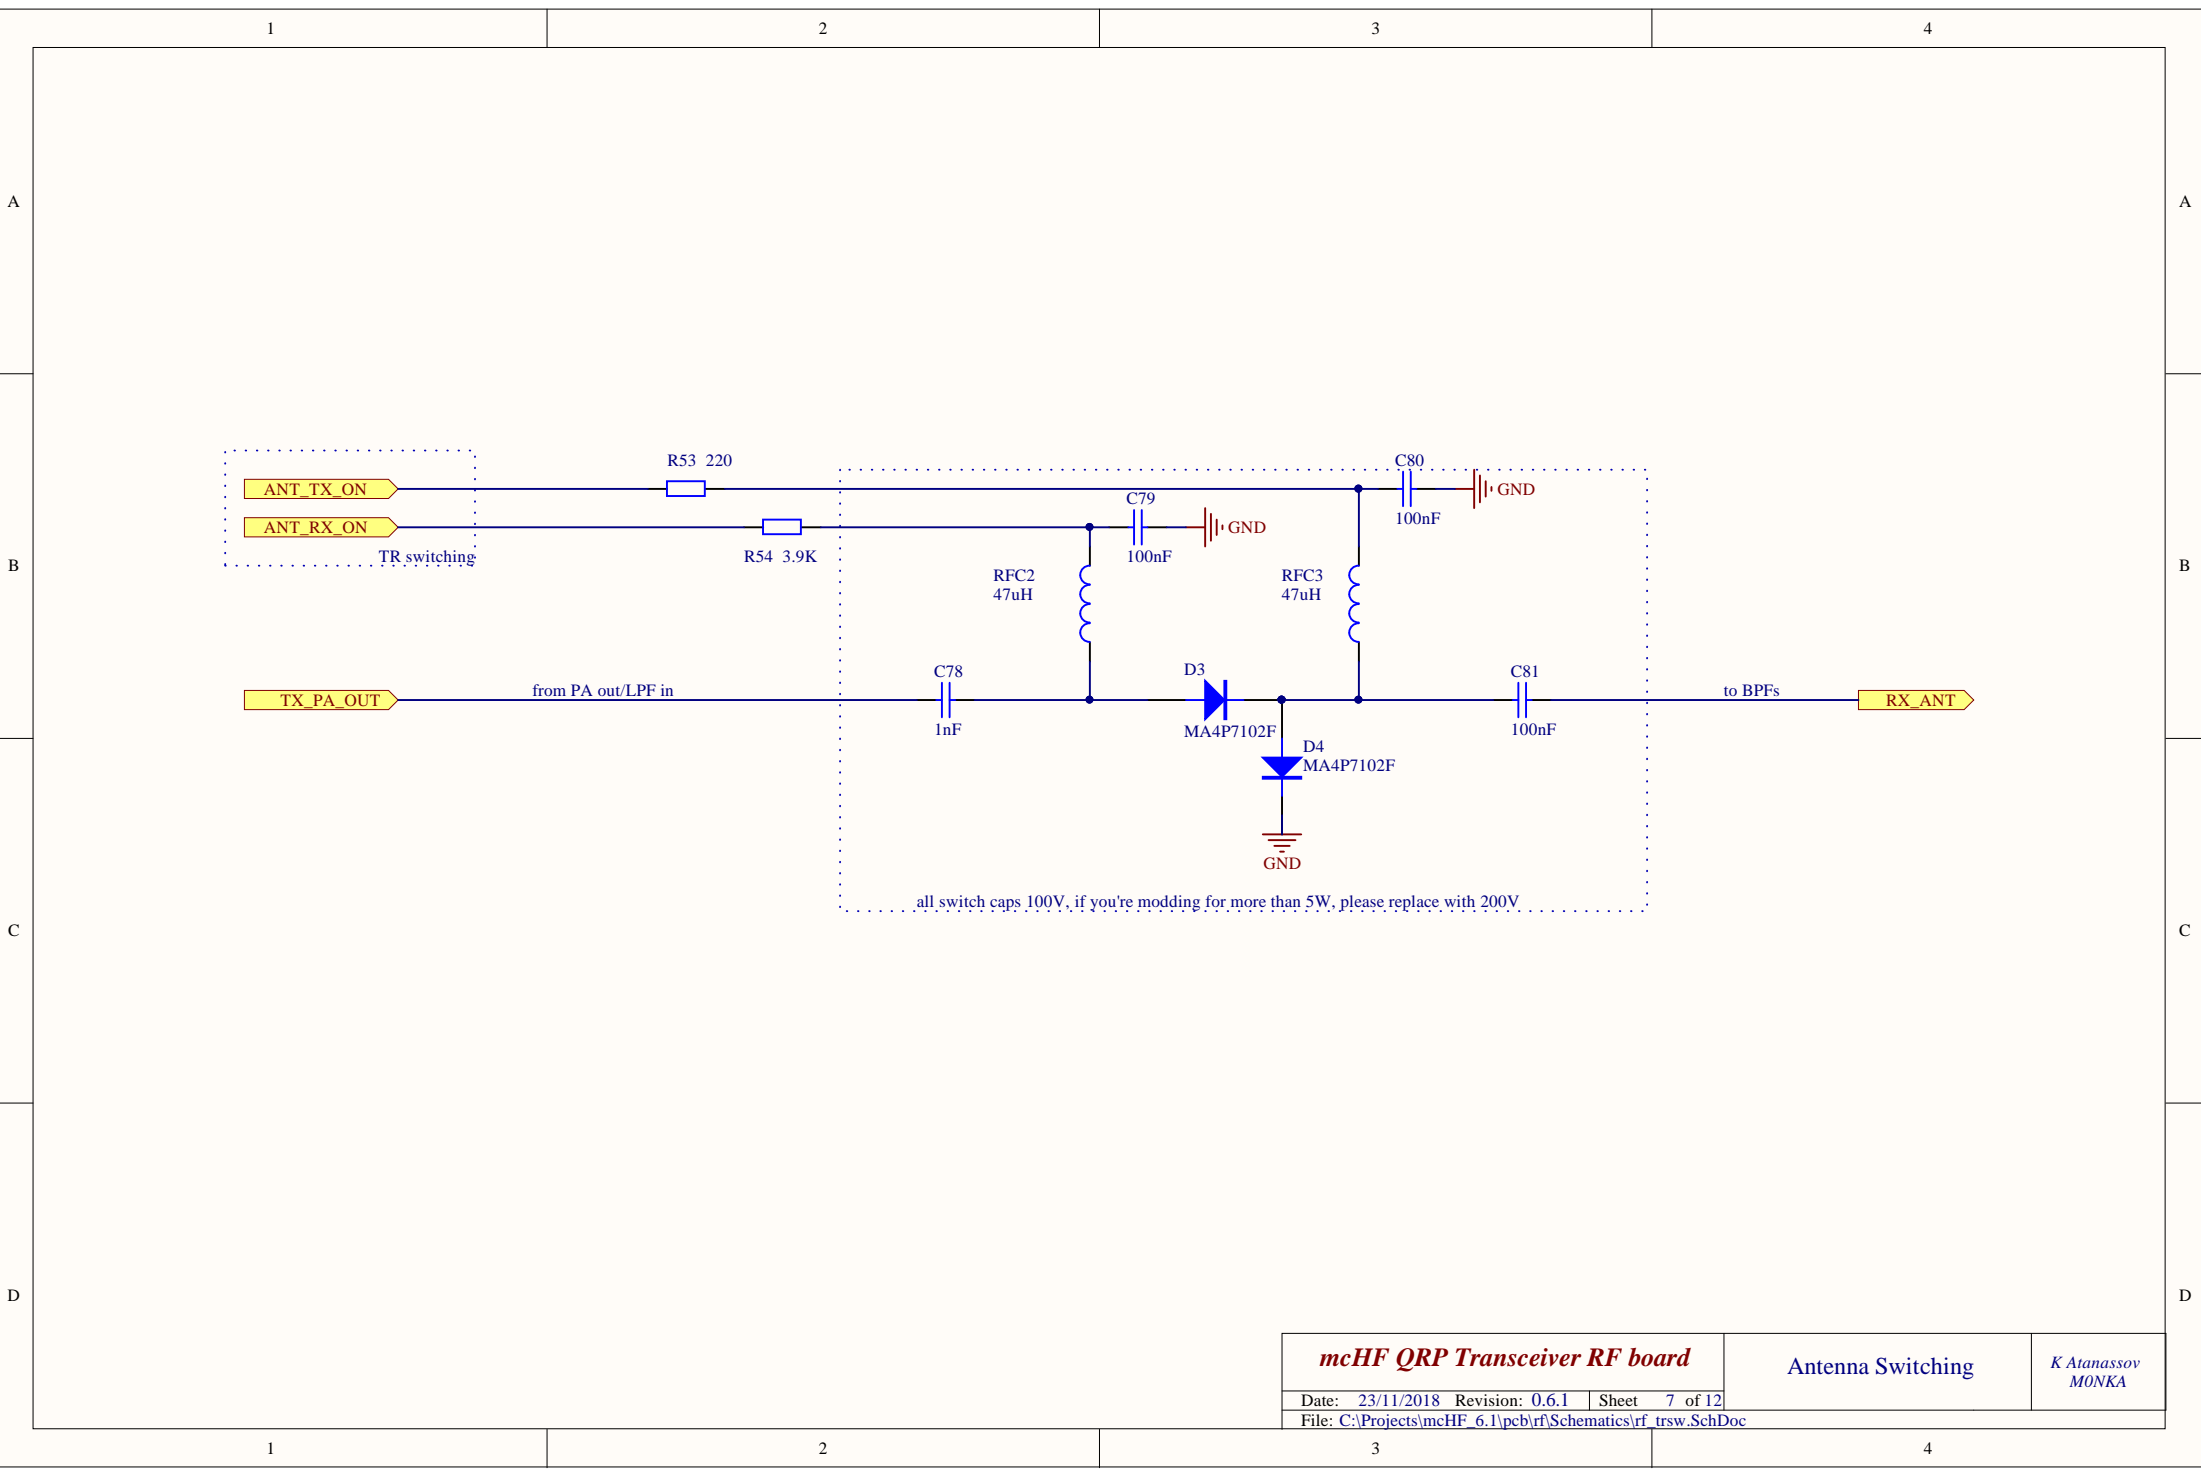 1 2 3 4
A A
R53 220
C80
ANT_TX_ON
GND
C79
100nF
ANT_RX_ON
GND
TR switching
R54 3.9K
100nF
B B
RFC2
47uH
RFC3
47uH
C78
D3
C81
from PA out/LPF in
to BPFs
TX_PA_OUT
RX_ANT
1nF
MA4P7102F
100nF
D4
MA4P7102F
GND
all switch caps 100V, if you're modding for more than 5W, please replace with 200V
C C
D D
mcHF QRP Transceiver RF board
Antenna Switching
K Atanassov
M0NKA
Date: 23/11/2018 Revision: 0.6.1 Sheet 7 of 12
File: C:\Projects\mcHF_6.1\pcb\rf\Schematics\rf_trsw.SchDoc
1 2 3 4